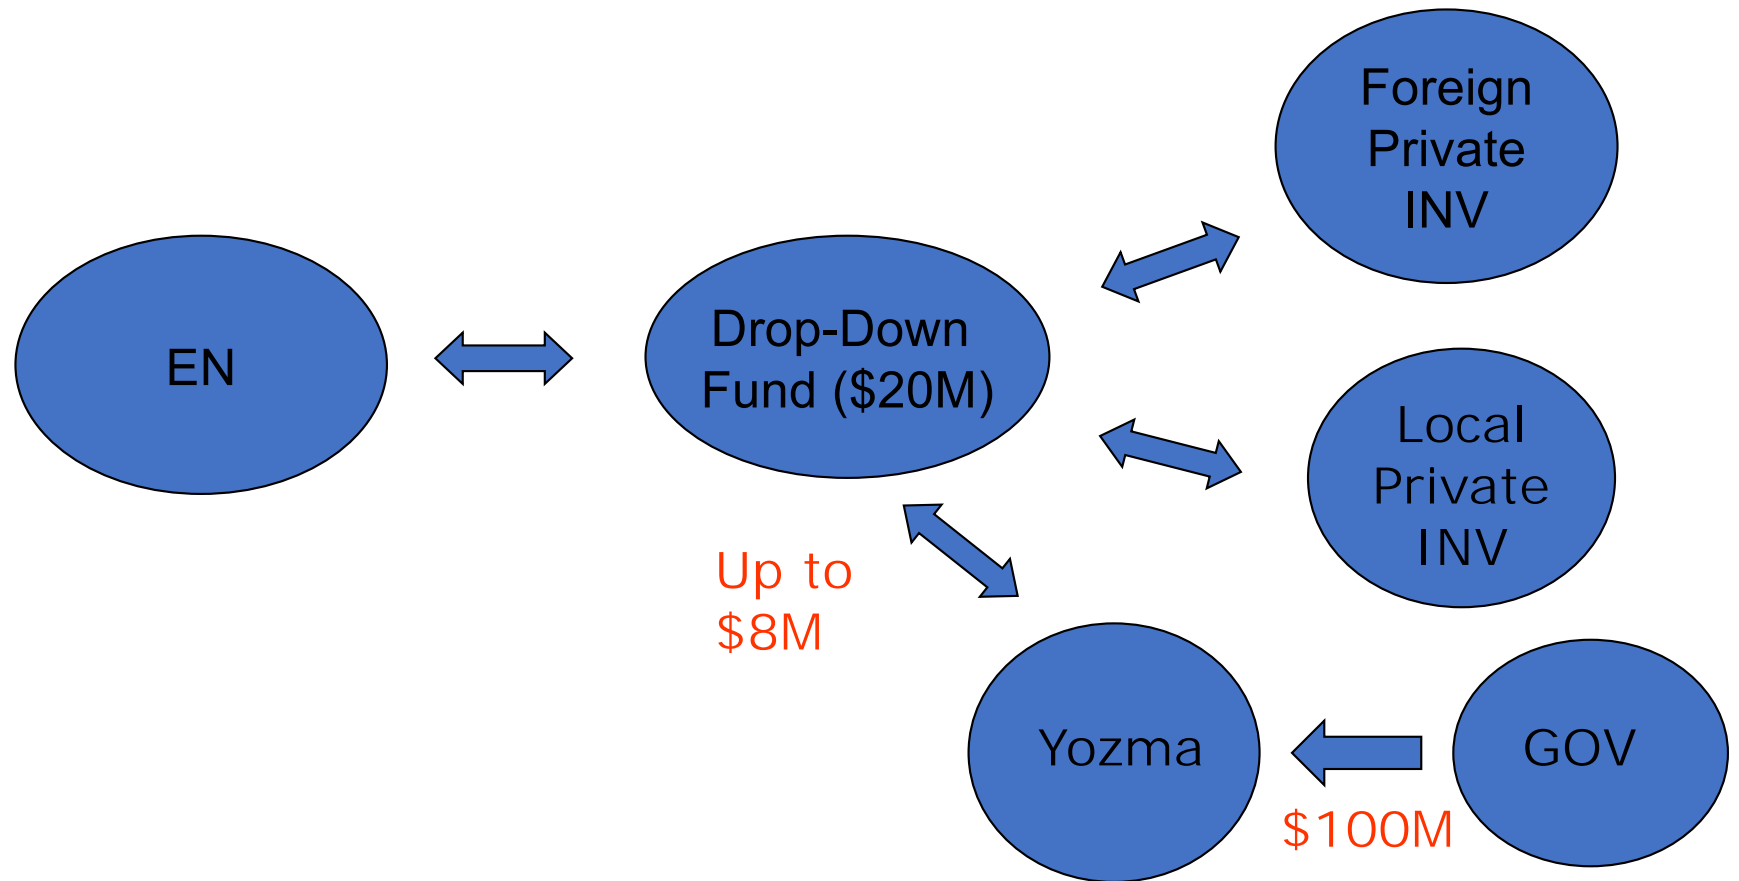 Foreign
Private
INV
EN
Drop-Down
Fund ($20M)
Local
Private
INV
Up to
$8M
Yozma
GOV
$100M